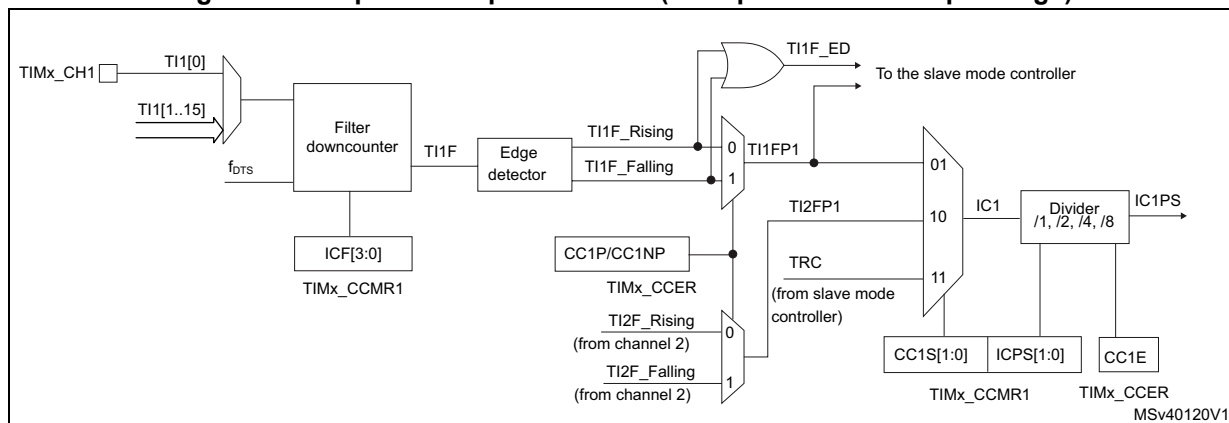 TI1F_ED
TI1[0]
TIMx_CH1
To the slave mode controller
TI1[1..15]
Filter
downcounter
TI1F_Rising
0
TI1FP1
TI1F
Edge
detector
TI1F_Falling
1
01
fDTS
TI2FP1
10
IC1
Divider
/1, /2, /4, /8
IC1PS
ICF[3:0]
TIMx_CCMR1
CC1P/CC1NP
TIMx_CCER
TRC
11
(from slave mode
controller)
TI2F_Rising
0
(from channel 2)
TI2F_Falling
1
(from channel 2)
CC1S[1:0]
ICPS[1:0]
CC1E
TIMx_CCMR1
TIMx_CCER
MSv40120V1